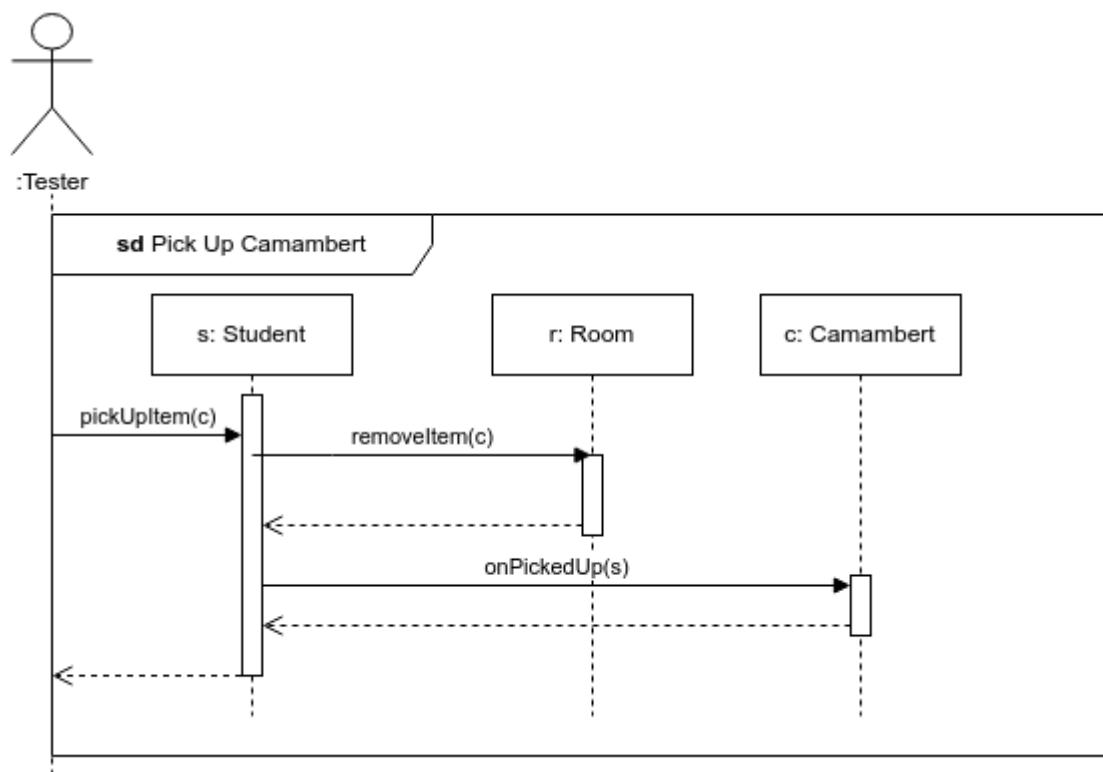 :Tester
sd Pick Up Camambert
s: Student
r: Room
c: Camambert
pickUpItem(c)
removeItem(c)
onPickedUp(s)